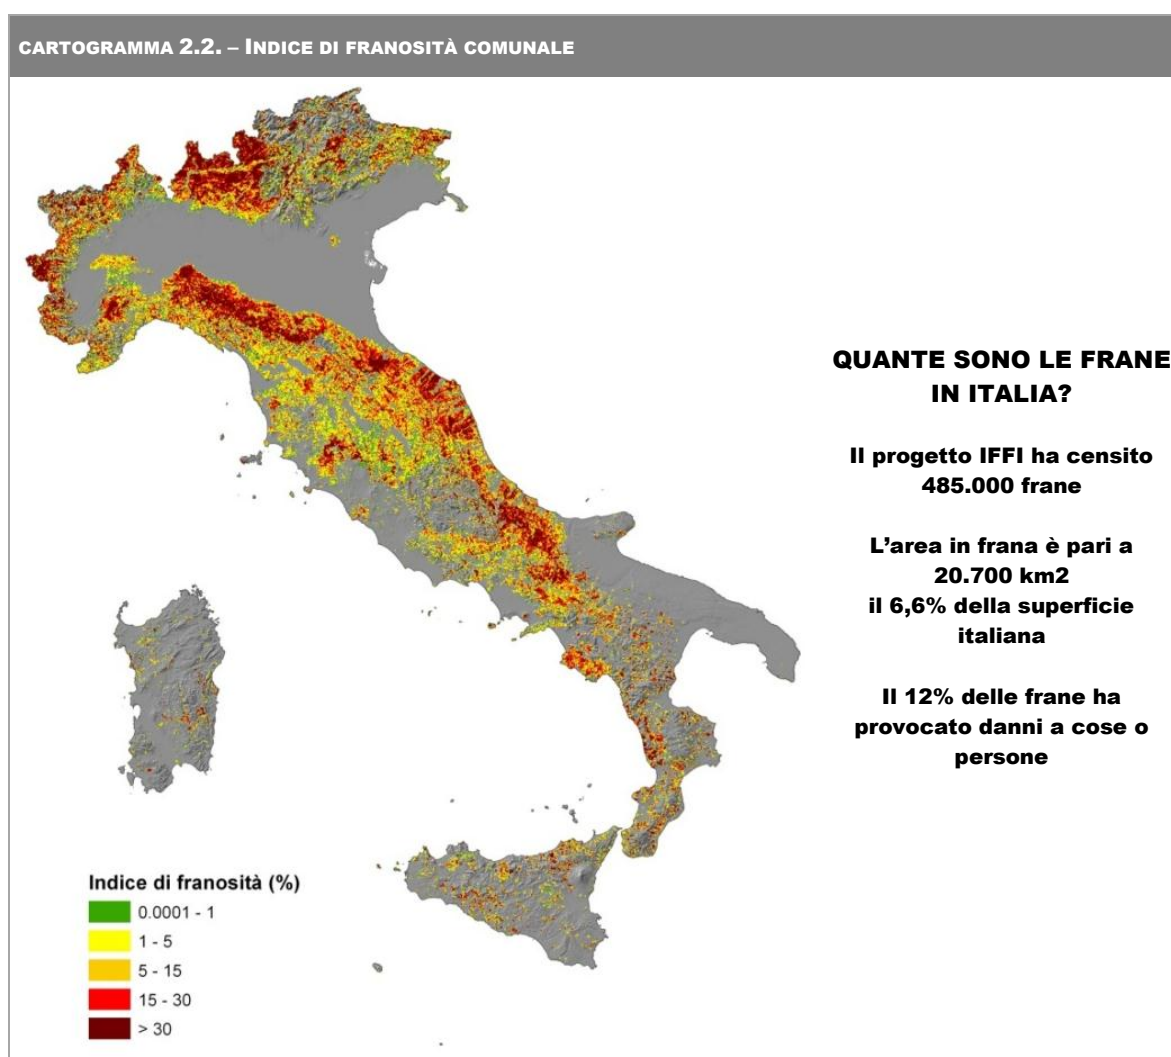 CARTOGRAMMA 2.2. – INDICE DI FRANOSITÀ COMUNALE
QUANTE SONO LE FRANE
IN ITALIA?
Il progetto IFFI ha censito
485.000 frane
L’area in frana è pari a
20.700 km2
il 6,6% della superficie
italiana
Il 12% delle frane ha
provocato danni a cose o
persone
Indice di franosità (%)
0.0001 - 1
1 - 5
5 - 15
15 - 30
> 30